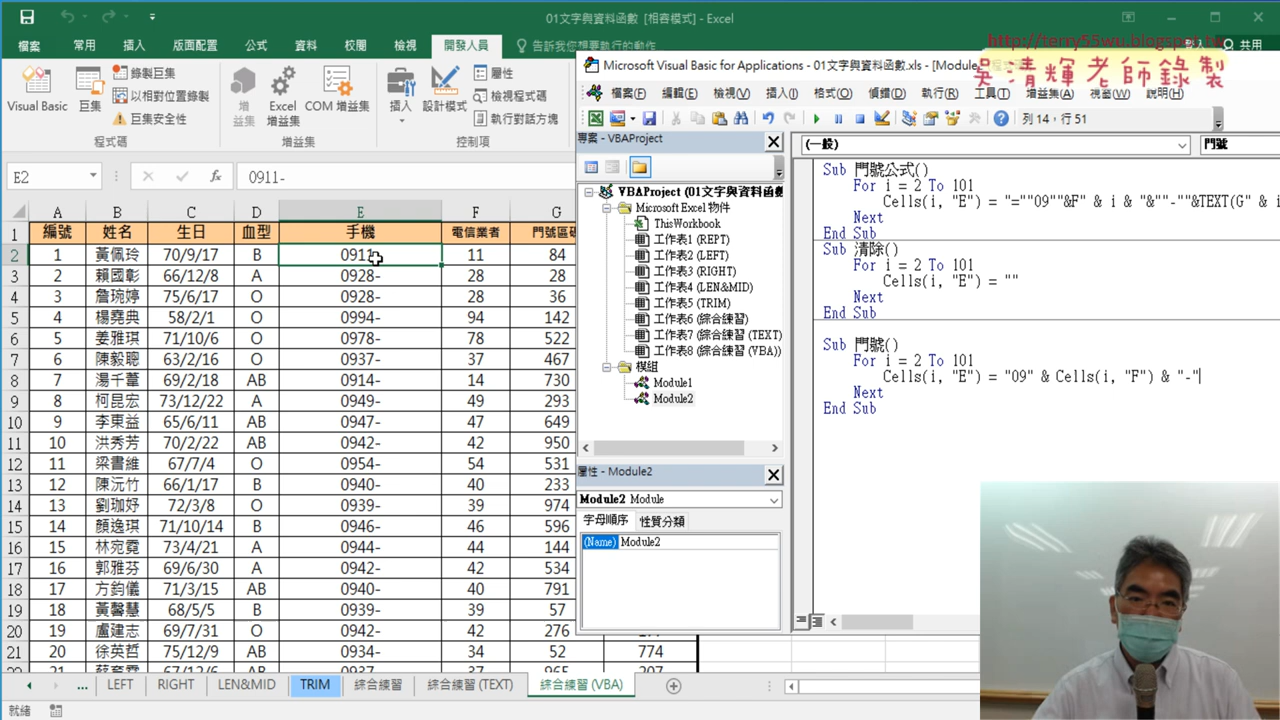 01文字與資料函數 [相容模式] - Excel
檔案 常用 插入 版面配置 公式 資料 校閱 檢視 開發人員 告訴我您想要執行的動作 共用
http://terry55wu.blogspot.tw
吳清輝老師錄製
Visual Basic 巨集 錄製巨集 以相對位置錄製 巨集安全性 程式碼
增益集 Excel 增益集 COM 增益集 增益集
插入 設計模式 屬性 檢視程式碼 執行對話方塊 控制項
E2 fx 0911-
A B C D E F G
1 編號 姓名 生日 血型 手機 電信業者
2 1 黃佩玲 70/9/17 B 0911- 11 84
3 2 賴國彰 66/12/8 A 0928- 28 28
4 3 詹琬婷 75/6/17 O 0928- 28 36
5 4 楊堯典 58/2/1 O 0994- 94 142
6 5 姜雅琪 71/10/6 O 0978- 78 522
7 6 陳毅聰 63/2/16 O 0937- 37 467
8 7 湯千葦 69/2/18 AB 0914- 14 730
9 8 柯昆宏 73/12/22 A 0949- 49 293
10 9 李東益 65/6/11 AB 0947- 47 649
11 10 洪秀芳 70/2/22 AB 0942- 42 950
12 11 梁書維 67/7/4 O 0954- 54 531
13 12 陳沅竹 66/1/17 B 0940- 40 233
14 13 劉珈妤 72/3/8 O 0939- 39 974
15 14 顏逸琪 71/10/14 B 0946- 46 596
16 15 林宛霓 73/4/21 A 0944- 44 144
17 16 郭雅芬 69/6/30 A 0942- 42 534
18 17 方鈞儀 71/3/15 AB 0940- 40 791
19 18 黃馨慧 68/5/5 B 0939- 39 57
20 19 盧建志 69/7/31 O 0942- 42 276
21 20 徐英哲 75/12/9 AB 0934- 34 52 774
... LEFT RIGHT LEN&MID TRIM 綜合練習 綜合練習 (TEXT) 綜合練習 (VBA)
就緒
Microsoft Visual Basic for Applications - 01文字與資料函數.xls - [Module
檔案(F) 編輯(E) 檢視(V) 插入(I) 格式(O) 偵錯(D) 執行(R) 工具(T) 增益集(A) 視窗(W) 說明(H)
列 14，行 51
專案 - VBAProject
VBAProject (01文字與資料函數
Microsoft Excel 物件
ThisWorkbook
工作表1 (REPT)
工作表2 (LEFT)
工作表3 (RIGHT)
工作表4 (LEN&MID)
工作表5 (TRIM)
工作表6 (綜合練習)
工作表7 (綜合練習 (TEXT)
工作表8 (綜合練習 (VBA))
模組
Module1
Module2
屬性 - Module2
Module2 Module
字母順序 性質分類
(Name) Module2
(一般) 門號
Sub 門號公式()
For i = 2 To 101
Cells(i, "E") = "=""09""&F" & i & "&""-""&TEXT(G" & i
Next
End Sub
Sub 清除()
For i = 2 To 101
Cells(i, "E") = ""
Next
End Sub
Sub 門號()
For i = 2 To 101
Cells(i, "E") = "09" & Cells(i, "F") & "-"
Next
End Sub